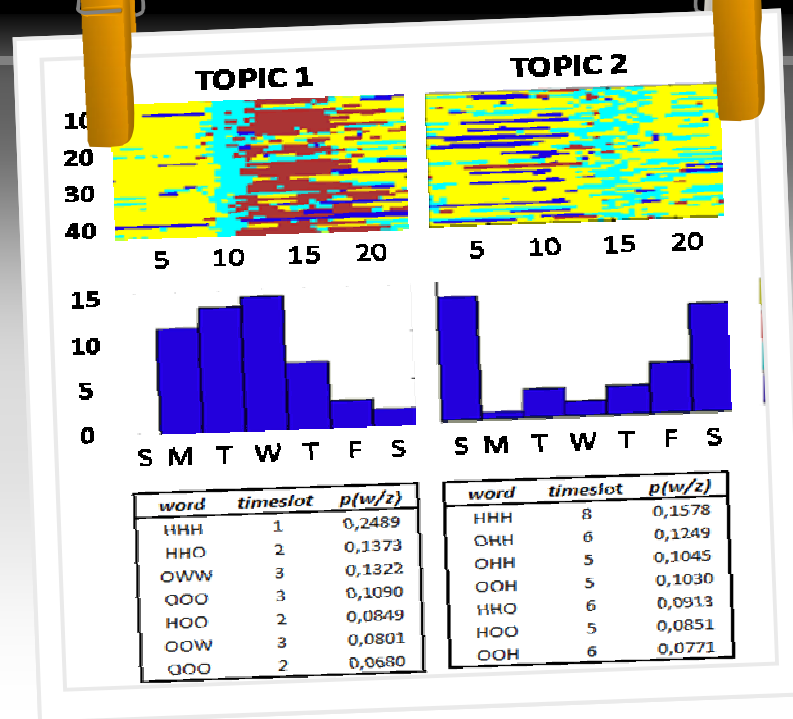 TOPIC 1
TOPIC 2
10
20
30
40
5 10 15 20
5 10 15 20
15
10
5
0
S M T W T F S
S M T W T F S
word timeslot p(w/z)
HHH 1 0,2489
HHO 2 0,1373
OWW 3 0,1322
OOO 3 0,1090
HOO 2 0,0849
OOW 3 0,0801
OOO 2 0,0680
word timeslot p(w/z)
HHH 8 0,1578
OHH 6 0,1249
OHH 5 0,1045
OOH 5 0,1030
HHO 6 0,0913
HOO 5 0,0851
OOH 6 0,0771